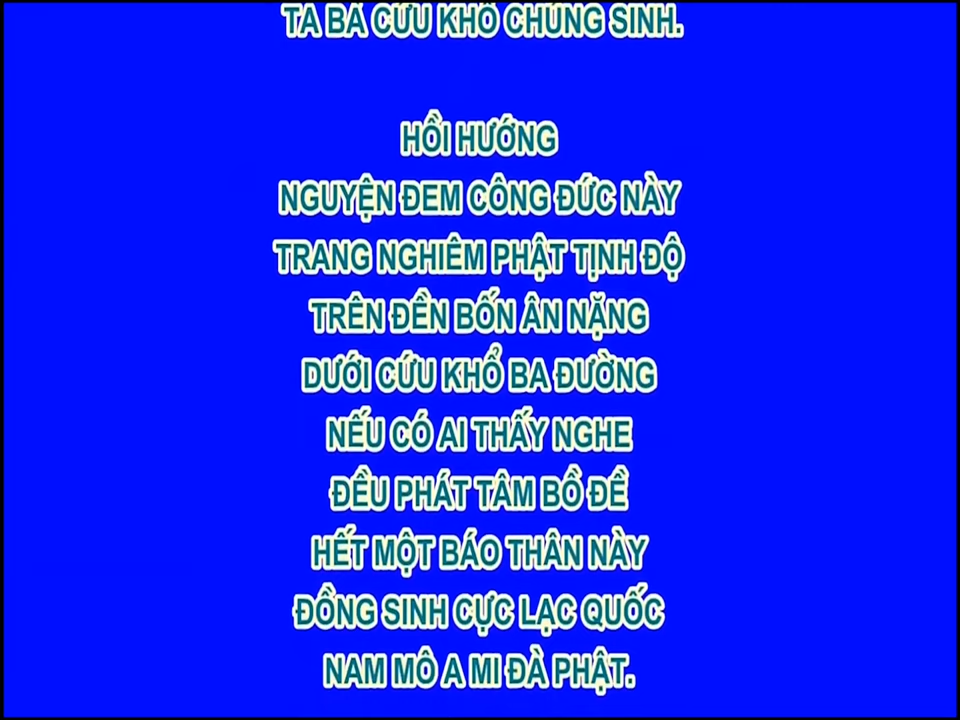 TA BÀ CỨU KHỔ CHÚNG SINH.
HỒI HƯỚNG
NGUYỆN ĐEM CÔNG ĐỨC NÀY
TRANG NGHIÊM PHẬT TỊNH ĐỘ
TRÊN ĐỀN BỐN ÂN NẶNG
DƯỚI CỨU KHỔ BA ĐƯỜNG
NẾU CÓ AI THẤY NGHE
ĐỀU PHÁT TÂM BỒ ĐỀ
HẾT MỘT BÁO THÂN NÀY
ĐỒNG SINH CỰC LẠC QUỐC
NAM MÔ A MI ĐÀ PHẬT.